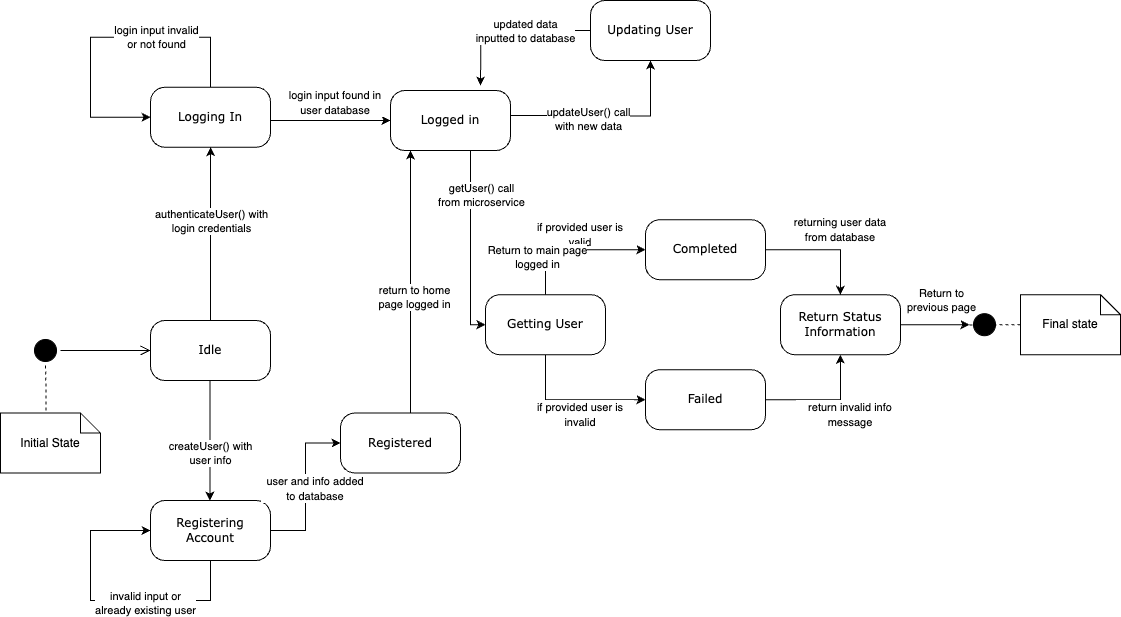 updated data
inputted to database
Updating User
login input invalid
or not found
Logging In
login input found in
user database
Logged in
updateUser() call
with new data
getUser() call
from microservice
authenticateUser() with
login credentials
if provided user is
valid
Return to main page
logged in
Completed
returning user data
from database
return to home
page logged in
Getting User
Return Status
Information
Return to
previous page
Final state
Idle
Initial State
createUser() with
user info
Registered
if provided user is
invalid
Failed
return invalid info
message
user and info added
to database
Registering
Account
invalid input or
already existing user